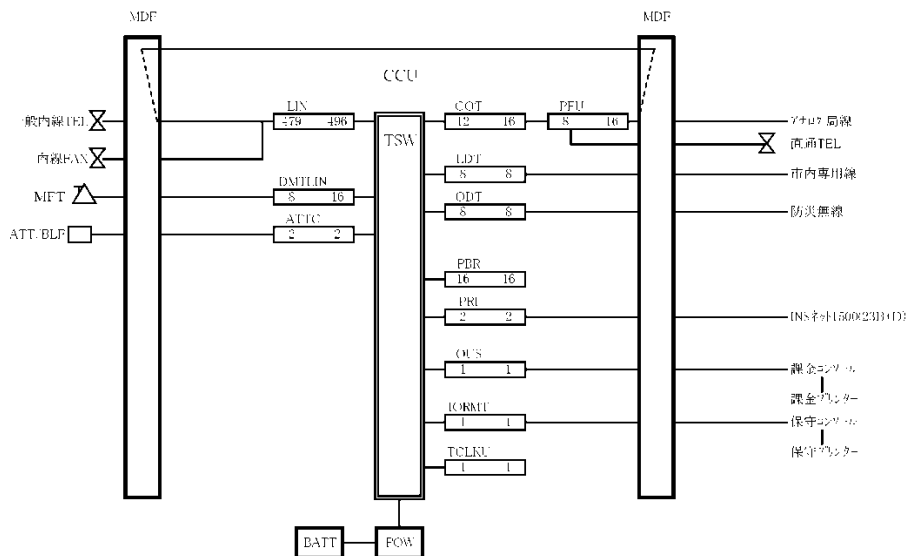 MDF
MDF
CCU
一般内線TEL
LIN
479 496
内線FAX
MFT
DMTLIN
8 16
ATT/BLF
ATTC
2 2
TSW
COT
12 16
PFU
8 16
アナログ局線
直通TEL
LDT
8 8
市内専用線
ODT
8 8
防災無線
PBR
16 16
PRI
2 2
INSネット1500(23B+D)
OUS
1 1
課金コンソール
課金プリンター
IORMT
1 1
保守コンソール
保守プリンター
TCLKU
1 1
BATT
POW